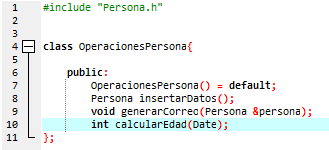 1 #include "Persona.h"
2
3
4 class OperacionesPersona{
5
6 public:
7 OperacionesPersona() = default;
8 Persona insertarDatos();
9 void generarCorreo(Persona &persona);
10 int calcularEdad(Date);
11 };